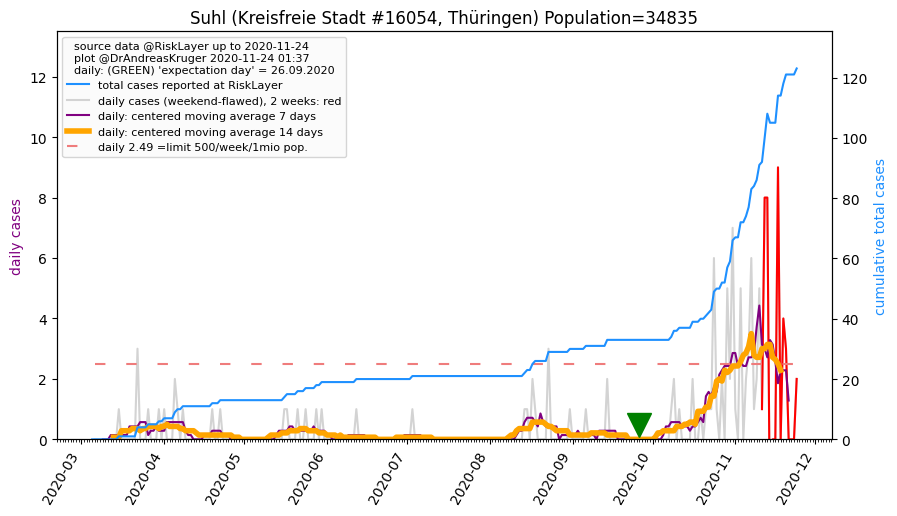 Suhl (Kreisfreie Stadt #16054, Thüringen) Population=34835
source data @RiskLayer up to 2020-11-24
plot @DrAndreasKruger 2020-11-24 01:37
daily: (GREEN) 'expectation day' = 26.09.2020
total cases reported at RiskLayer
daily cases (weekend-flawed), 2 weeks: red
daily: centered moving average 7 days
daily: centered moving average 14 days
daily 2.49 =limit 500/week/1mio pop.
daily cases
12
10
8
6
4
2
0
cumulative total cases
120
100
80
60
40
20
0
2020-03
2020-04
2020-05
2020-06
2020-07
2020-08
2020-09
2020-10
2020-11
2020-12